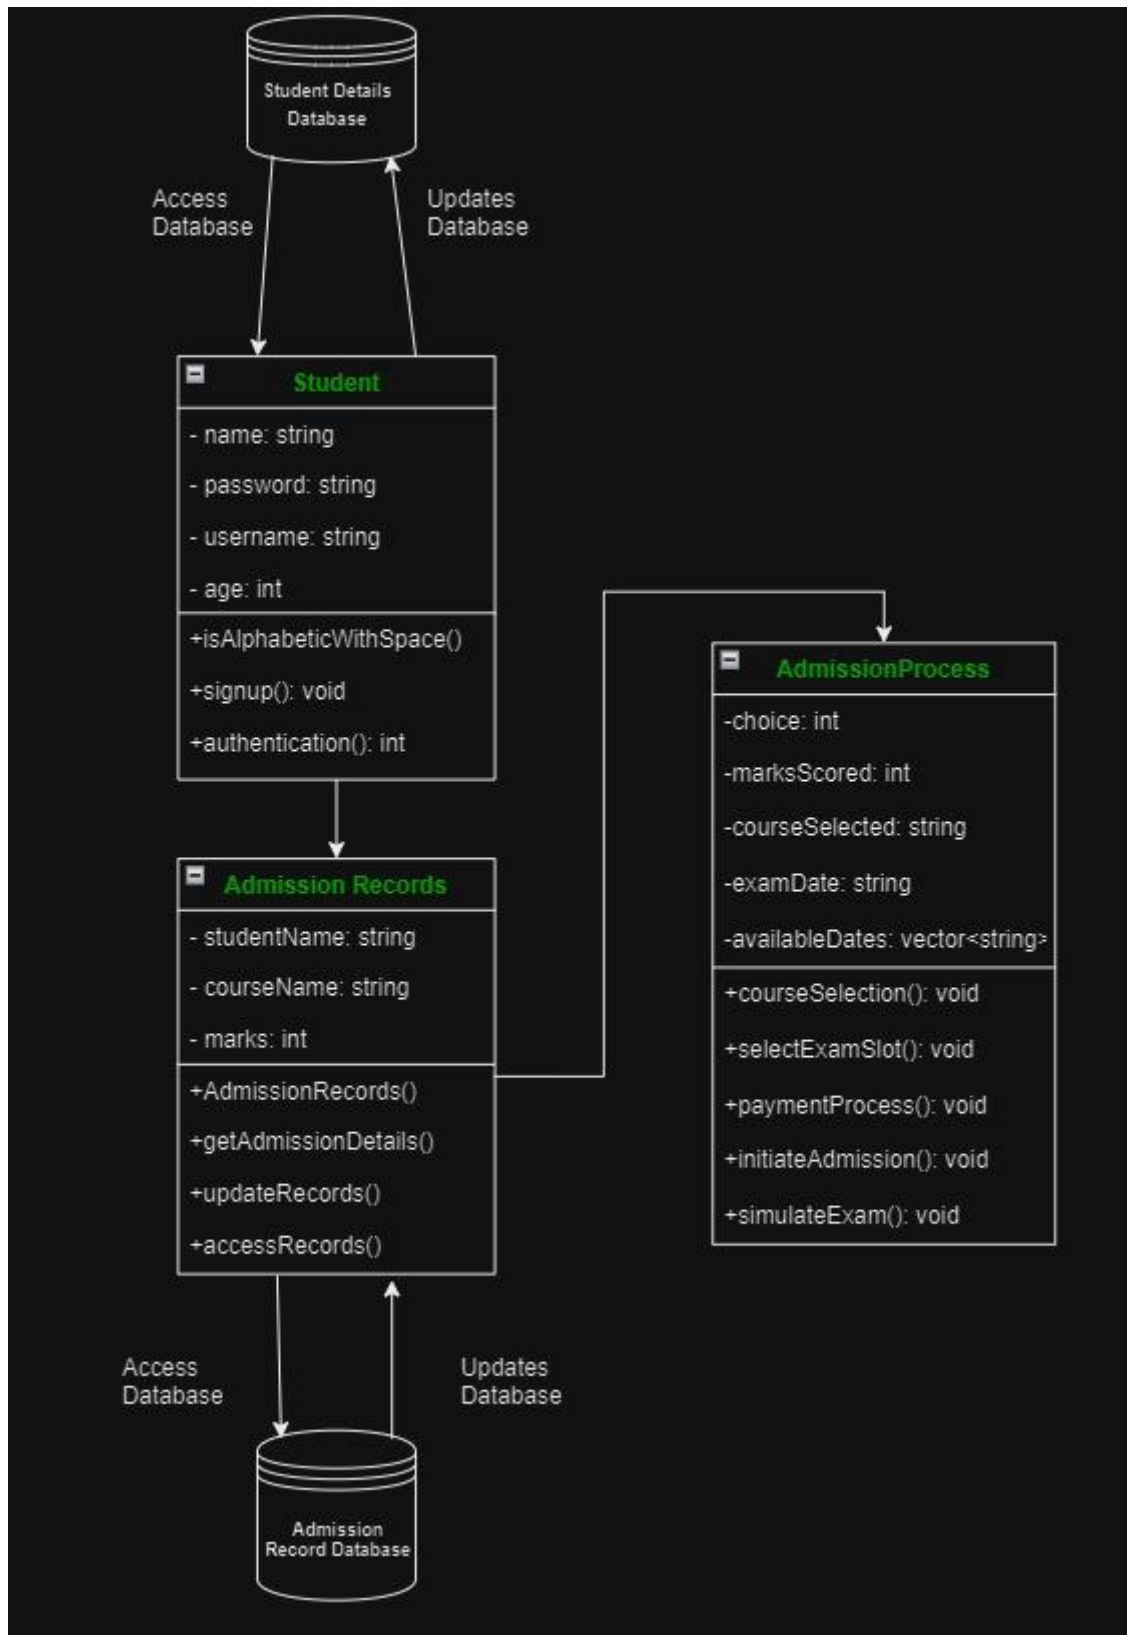 Student Details
Database
Access
Database
Updates
Database
Student
- name: string
- password: string
- username: string
- age: int
+isAlphabeticWithSpace()
+signup(): void
+authentication(): int
Admission Records
- studentName: string
- courseName: string
- marks: int
+AdmissionRecords()
+getAdmissionDetails()
+updateRecords()
+accessRecords()
AdmissionProcess
-choice: int
-marksScored: int
-courseSelected: string
-examDate: string
-availableDates: vector<string>
+courseSelection(): void
+selectExamSlot(): void
+paymentProcess(): void
+initiateAdmission(): void
+simulateExam(): void
Access
Database
Updates
Database
Admission
Record Database